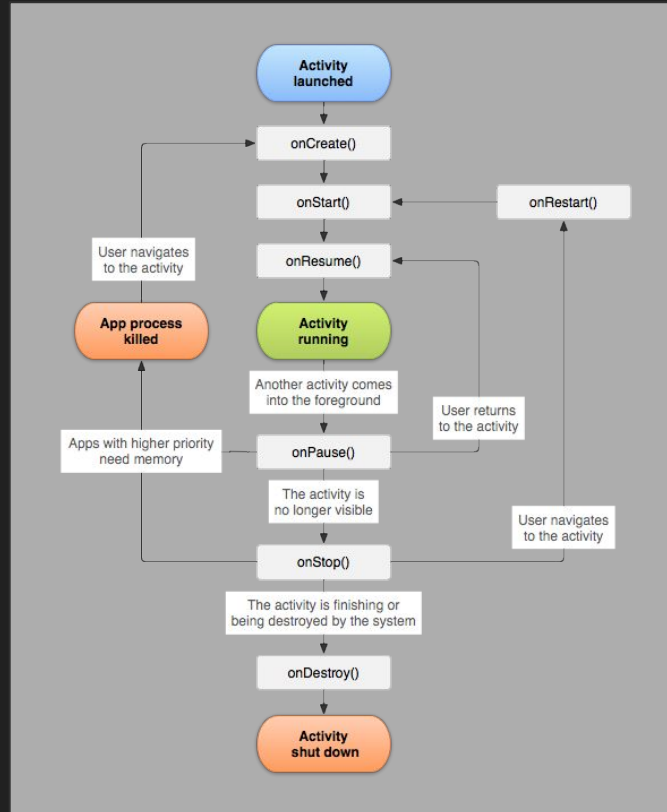 Activity
launched
onCreate()
onStart()
onRestart()
User navigates
to the activity
onResume()
App process
killed
Activity
running
Another activity comes
into the foreground
User returns
to the activity
Apps with higher priority
need memory
onPause()
The activity is
no longer visible
User navigates
to the activity
onStop()
The activity is finishing or
being destroyed by the system
onDestroy()
Activity
shut down